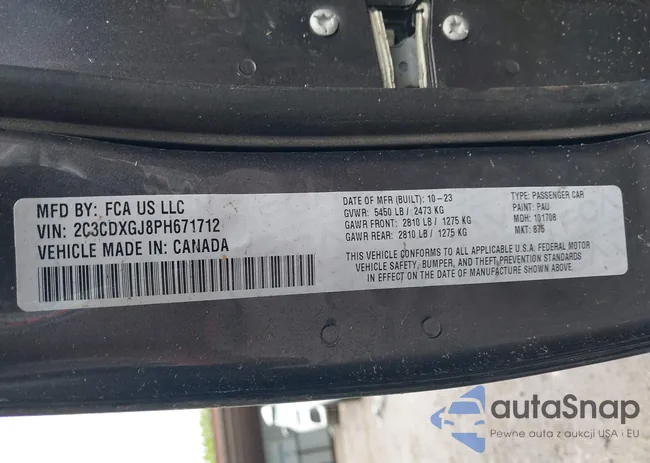 MFD BY: FCA US LLC
VIN: 2C3CDXGJ8PH671712
VEHICLE MADE IN: CANADA
DATE OF MFR (BUILT): 10-23
GVWR: 5450 LB / 2473 KG
GAWR FRONT: 2810 LB / 1275 KG
GAWR REAR: 2810 LB / 1275 KG
TYPE: PASSENGER CAR
PAINT: PAU
MDH: 101708
MKT: 875
THIS VEHICLE CONFORMS TO ALL APPLICABLE U.S.A. FEDERAL MOTOR
VEHICLE SAFETY, BUMPER, AND THEFT PREVENTION STANDARDS
IN EFFECT ON THE DATE OF MANUFACTURE SHOWN ABOVE.
autaSnap
Pewne auta z aukcji USA i EU